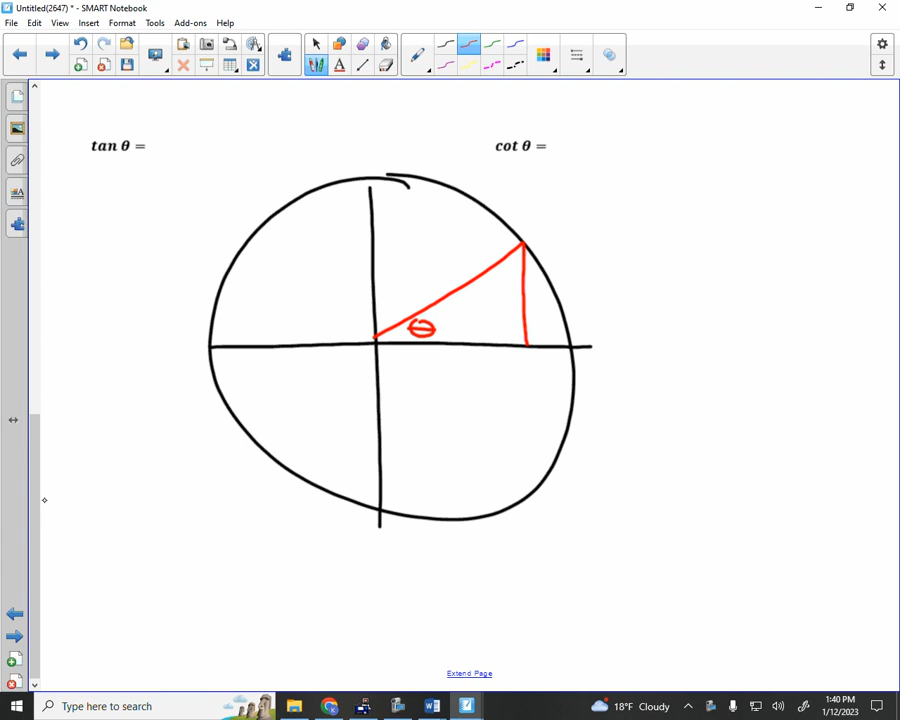 Untitled(2647) * - SMART Notebook
File Edit View Insert Format Tools Add-ons Help
tan θ = cot θ =
θ
Extend Page
Type here to search 18°F Cloudy 1:40 PM
1/12/2023